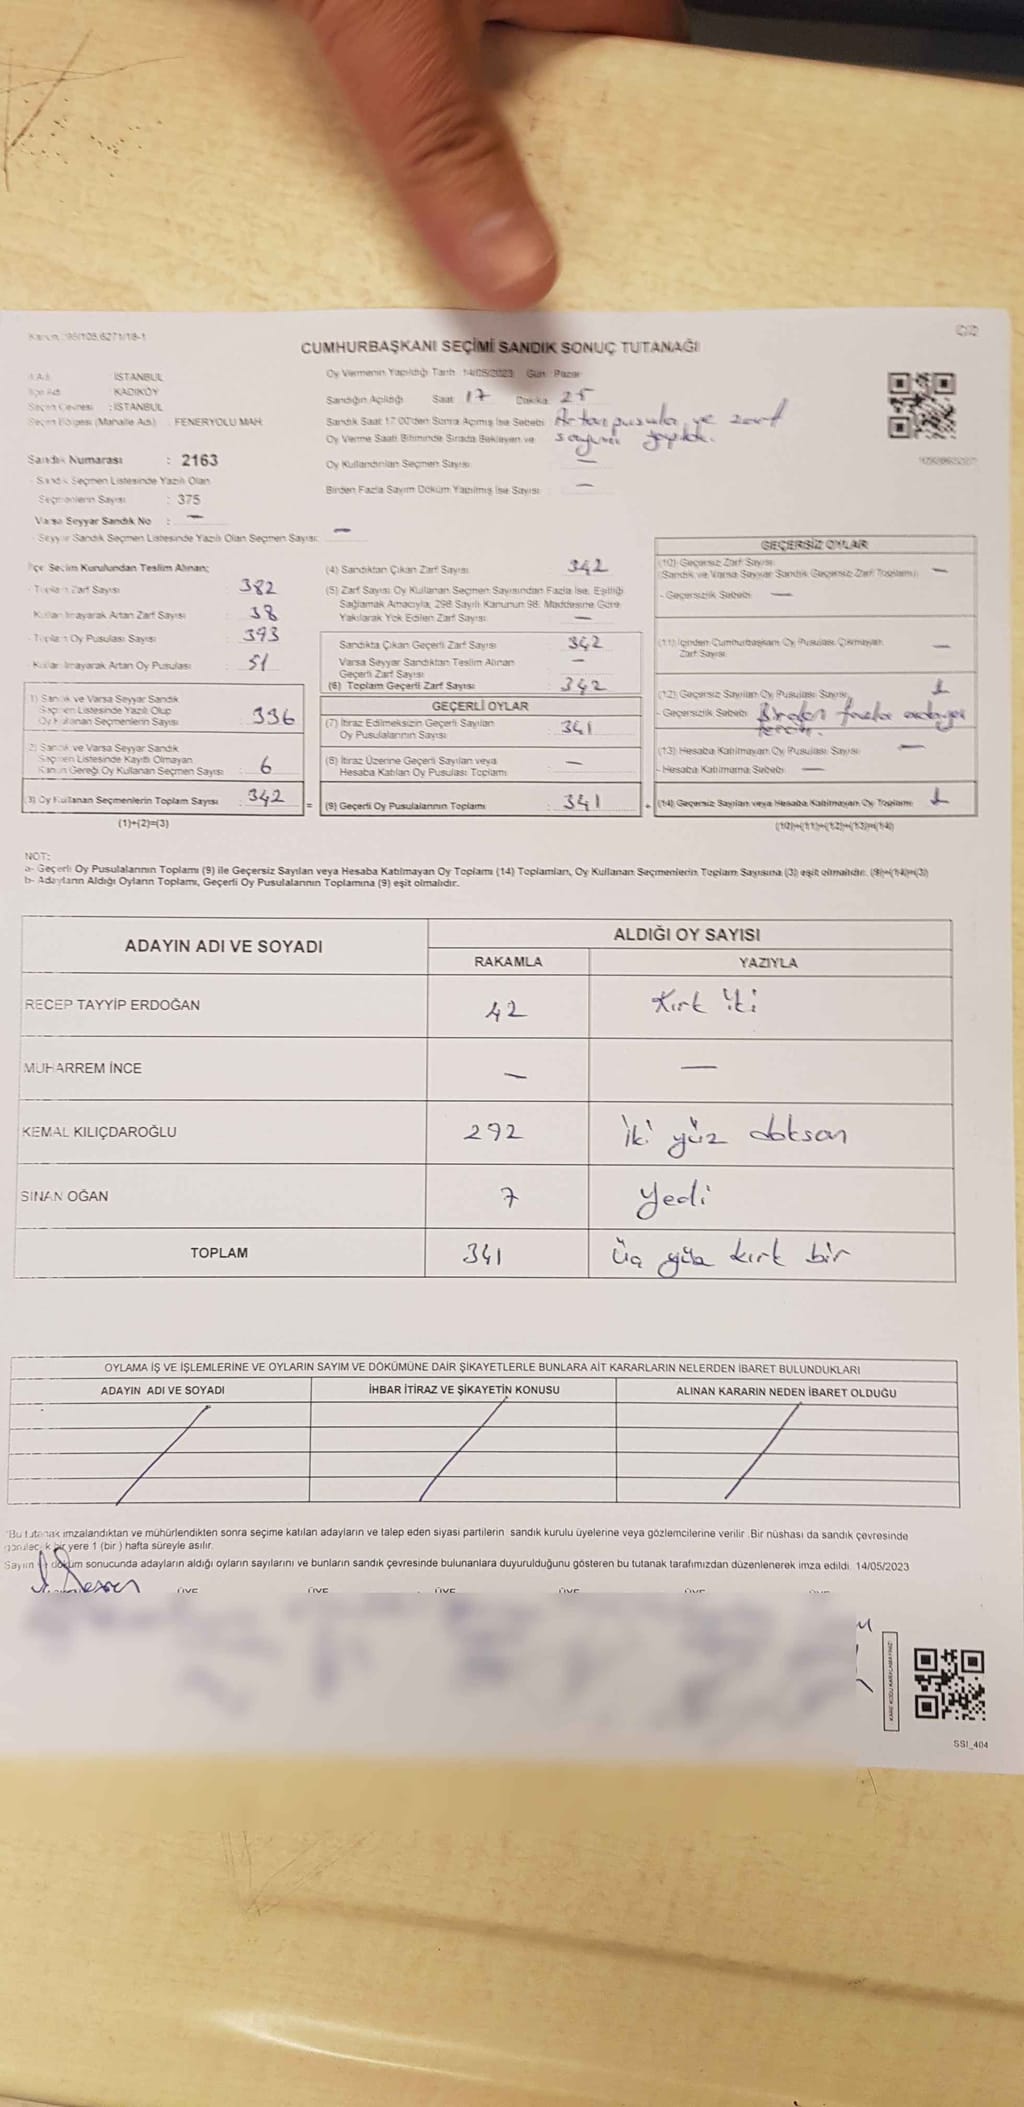 CUMHURBAŞKANI SEÇİMİ SANDIK SONUÇ TUTANAĞI
İSTANBUL
KADIKÖY
Seçim Çevresi : İSTANBUL
Seçim Bölgesi (Mahalle Adı) : FENERYOLU MAH.
Sandık Numarası : 2163
Sandık Seçmen Listesinde Yazılı Olan
Seçmenlerin Sayısı : 375
Varsa Seyyar Sandık No : —
- Seyyar Sandık Seçmen Listesinde Yazılı Olan Seçmen Sayısı: —
Oy Vermenin Yapıldığı Tarih 14/05/2023 Gün : Pazar
Sandığın Açıldığı Saat 17 Dakika 25
Sandık Saat 17:00'den Sonra Açılmış İse Sebebi Artan pusula ve zarf
Oy Verme Saati Bitiminde Sırada Bekleyen ve sayımı yapıldı.
Oy Kullandırılan Seçmen Sayısı —
Birden Fazla Sayım Döküm Yapılmış İse Sayısı —
İlçe Seçim Kurulundan Teslim Alınan;
- Toplam Zarf Sayısı 382
Kullanılmayarak Artan Zarf Sayısı 38
- Toplam Oy Pusulası Sayısı 393
- Kullanılmayarak Artan Oy Pusulası 51
1) Sandık ve Varsa Seyyar Sandık
Seçmen Listesinde Yazılı Olup
Oy Kullanan Seçmenlerin Sayısı 336
2) Sandık ve Varsa Seyyar Sandık
Seçmen Listesinde Kayıtlı Olmayan
Kanun Gereği Oy Kullanan Seçmen Sayısı : 6
(3) Oy Kullanan Seçmenlerin Toplam Sayısı : 342 =
(1)+(2)=(3)
(4) Sandıktan Çıkan Zarf Sayısı 342
(5) Zarf Sayısı Oy Kullanan Seçmen Sayısından Fazla İse, Eşitliği
Sağlamak Amacıyla, 298 Sayılı Kanunun 98. Maddesine Göre
Yakılarak Yok Edilen Zarf Sayısı —
Sandıkta Çıkan Geçerli Zarf Sayısı 342
Varsa Seyyar Sandıktan Teslim Alınan
Geçerli Zarf Sayısı —
(6) Toplam Geçerli Zarf Sayısı 342
GEÇERLİ OYLAR
(7) İtiraz Edilmeksizin Geçerli Sayılan
Oy Pusulalarının Sayısı : 341
(8) İtiraz Üzerine Geçerli Sayılan veya
Hesaba Katılan Oy Pusulası Toplamı —
(9) Geçerli Oy Pusulalarının Toplamı : 341 +
GEÇERSİZ OYLAR
(10) Geçersiz Zarf Sayısı
(Sandık ve Varsa Seyyar Sandık Geçersiz Zarf Toplamı) —
- Geçersizlik Sebebi —
(11) İçinden Cumhurbaşkanı Oy Pusulası Çıkmayan
Zarf Sayısı —
(12) Geçersiz Sayılan Oy Pusulası Sayısı 1
- Geçersizlik Sebebi Birden fazla adaya
tercih.
(13) Hesaba Katılmayan Oy Pusulası Sayısı —
- Hesaba Katılmama Sebebi —
(14) Geçersiz Sayılan veya Hesaba Katılmayan Oy Toplamı 1
(10)+(11)+(12)+(13)=(14)
NOT:
a- Geçerli Oy Pusulalarının Toplamı (9) ile Geçersiz Sayılan veya Hesaba Katılmayan Oy Toplamı (14) Toplamları, Oy Kullanan Seçmenlerin Toplam Sayısına (3) eşit olmalıdır. (9)+(14)=(3)
b- Adayların Aldığı Oyların Toplamı, Geçerli Oy Pusulalarının Toplamına (9) eşit olmalıdır.
ADAYIN ADI VE SOYADI
ALDIĞI OY SAYISI
RAKAMLA YAZIYLA
RECEP TAYYİP ERDOĞAN 42 Kırk iki
MUHARREM İNCE — —
KEMAL KILIÇDAROĞLU 292 İki yüz doksan
SİNAN OĞAN 7 Yedi
TOPLAM 341 Üç yüz kırk bir
OYLAMA İŞ VE İŞLEMLERİNE VE OYLARIN SAYIM VE DÖKÜMÜNE DAİR ŞİKAYETLERLE BUNLARA AİT KARARLARIN NELERDEN İBARET BULUNDUKLARI
ADAYIN ADI VE SOYADI İHBAR İTİRAZ VE ŞİKAYETİN KONUSU ALINAN KARARIN NEDEN İBARET OLDUĞU
*Bu tutanak imzalandıktan ve mühürlendikten sonra seçime katılan adayların ve talep eden siyasi partilerin sandık kurulu üyelerine veya gözlemcilerine verilir. Bir nüshası da sandık çevresinde
görülecek bir yere 1 (bir) hafta süreyle asılır.
Sayım ve döküm sonucunda adayların aldığı oyların sayılarını ve bunların sandık çevresinde bulunanlara duyurulduğunu gösteren bu tutanak tarafımızdan düzenlenerek imza edildi. 14/05/2023
ÜYE ÜYE ÜYE ÜYE ÜYE
SSI_404